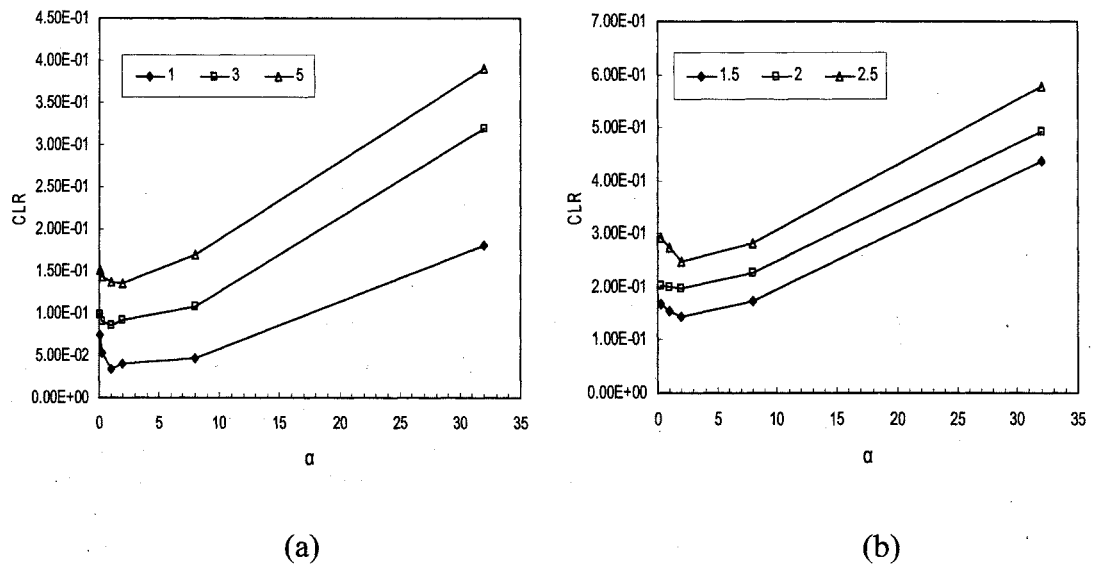 4.50E-01
4.00E-01
3.50E-01
3.00E-01
2.50E-01
2.00E-01
1.50E-01
1.00E-01
5.00E-02
0.00E+00
CLR
1 3 5
0 5 10 15 20 25 30 35
α
(a)
7.00E-01
6.00E-01
5.00E-01
4.00E-01
3.00E-01
2.00E-01
1.00E-01
0.00E+00
CLR
1.5 2 2.5
0 5 10 15 20 25 30 35
α
(b)